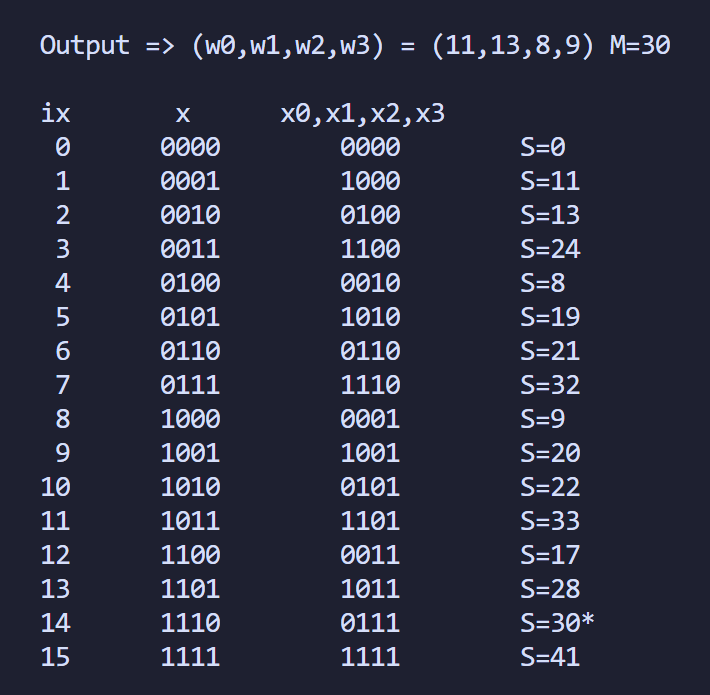 Output => (w0,w1,w2,w3) = (11,13,8,9) M=30
ix x x0,x1,x2,x3
0 0000 0000 S=0
1 0001 1000 S=11
2 0010 0100 S=13
3 0011 1100 S=24
4 0100 0010 S=8
5 0101 1010 S=19
6 0110 0110 S=21
7 0111 1110 S=32
8 1000 0001 S=9
9 1001 1001 S=20
10 1010 0101 S=22
11 1011 1101 S=33
12 1100 0011 S=17
13 1101 1011 S=28
14 1110 0111 S=30*
15 1111 1111 S=41